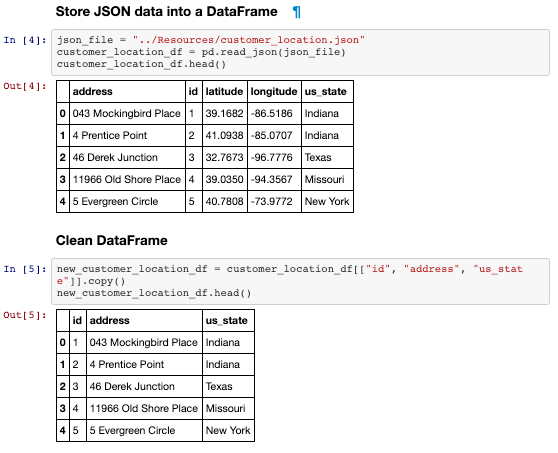 Store JSON data into a DataFrame ¶
In [4]: json_file = "../Resources/customer_location.json"
customer_location_df = pd.read_json(json_file)
customer_location_df.head()
Out[4]:
address id latitude longitude us_state
0 043 Mockingbird Place 1 39.1682 -86.5186 Indiana
1 4 Prentice Point 2 41.0938 -85.0707 Indiana
2 46 Derek Junction 3 32.7673 -96.7776 Texas
3 11966 Old Shore Place 4 39.0350 -94.3567 Missouri
4 5 Evergreen Circle 5 40.7808 -73.9772 New York
Clean DataFrame
In [5]: new_customer_location_df = customer_location_df[["id", "address", "us_stat
e"]].copy()
new_customer_location_df.head()
Out[5]:
id address us_state
0 1 043 Mockingbird Place Indiana
1 2 4 Prentice Point Indiana
2 3 46 Derek Junction Texas
3 4 11966 Old Shore Place Missouri
4 5 5 Evergreen Circle New York